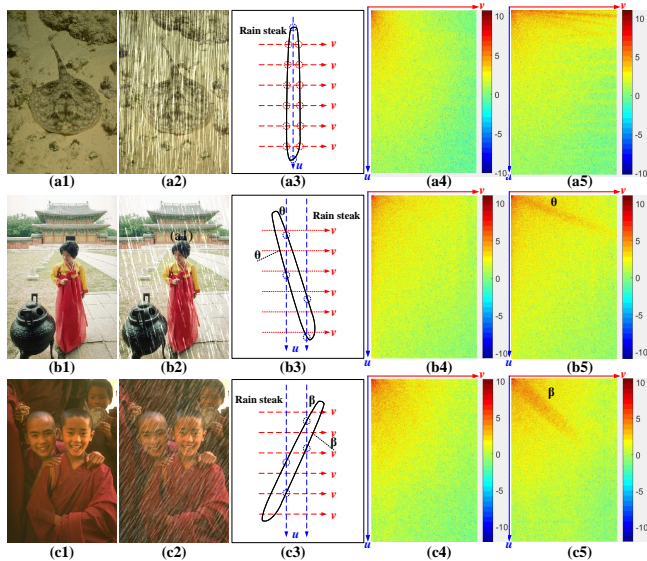 v v
Rain steak
v 10
v 5
v 0
v
v -5
v
u u -10 u
10
5
0
-5
-10
(a1) (a2) (a3) (a4) (a5)
v v
θ Rain steak θ
(a1)
v 10 10
v 5 5
θ v
v 0 0
v -5 -5
v
u u -10 u -10
(b1) (b2) (b3) (b4) (b5)
v v
Rain steak β β
v 10 10
v 5 5
β
v 0 0
v
v -5 -5
v
u u -10 u -10
(c1) (c2) (c3) (c4) (c5)